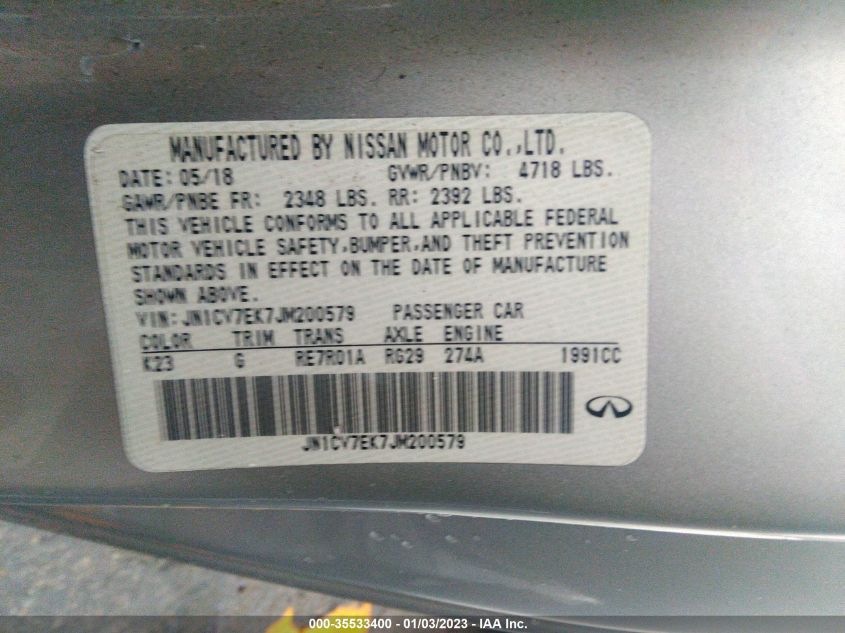 MANUFACTURED BY NISSAN MOTOR CO.,LTD.
DATE: 05/18 GVWR/PNBV: 4718 LBS.
GAWR/PNBE FR: 2348 LBS. RR: 2392 LBS.
THIS VEHICLE CONFORMS TO ALL APPLICABLE FEDERAL
MOTOR VEHICLE SAFETY,BUMPER,AND THEFT PREVENTION
STANDARDS IN EFFECT ON THE DATE OF MANUFACTURE
SHOWN ABOVE.
VIN: JN1CV7EK7JM200579 PASSENGER CAR
COLOR TRIM TRANS AXLE ENGINE
K23 G RE7R01A RG29 274A 1991CC
JN1CV7EK7JM200579
000-35533400 - 01/03/2023 - IAA Inc.